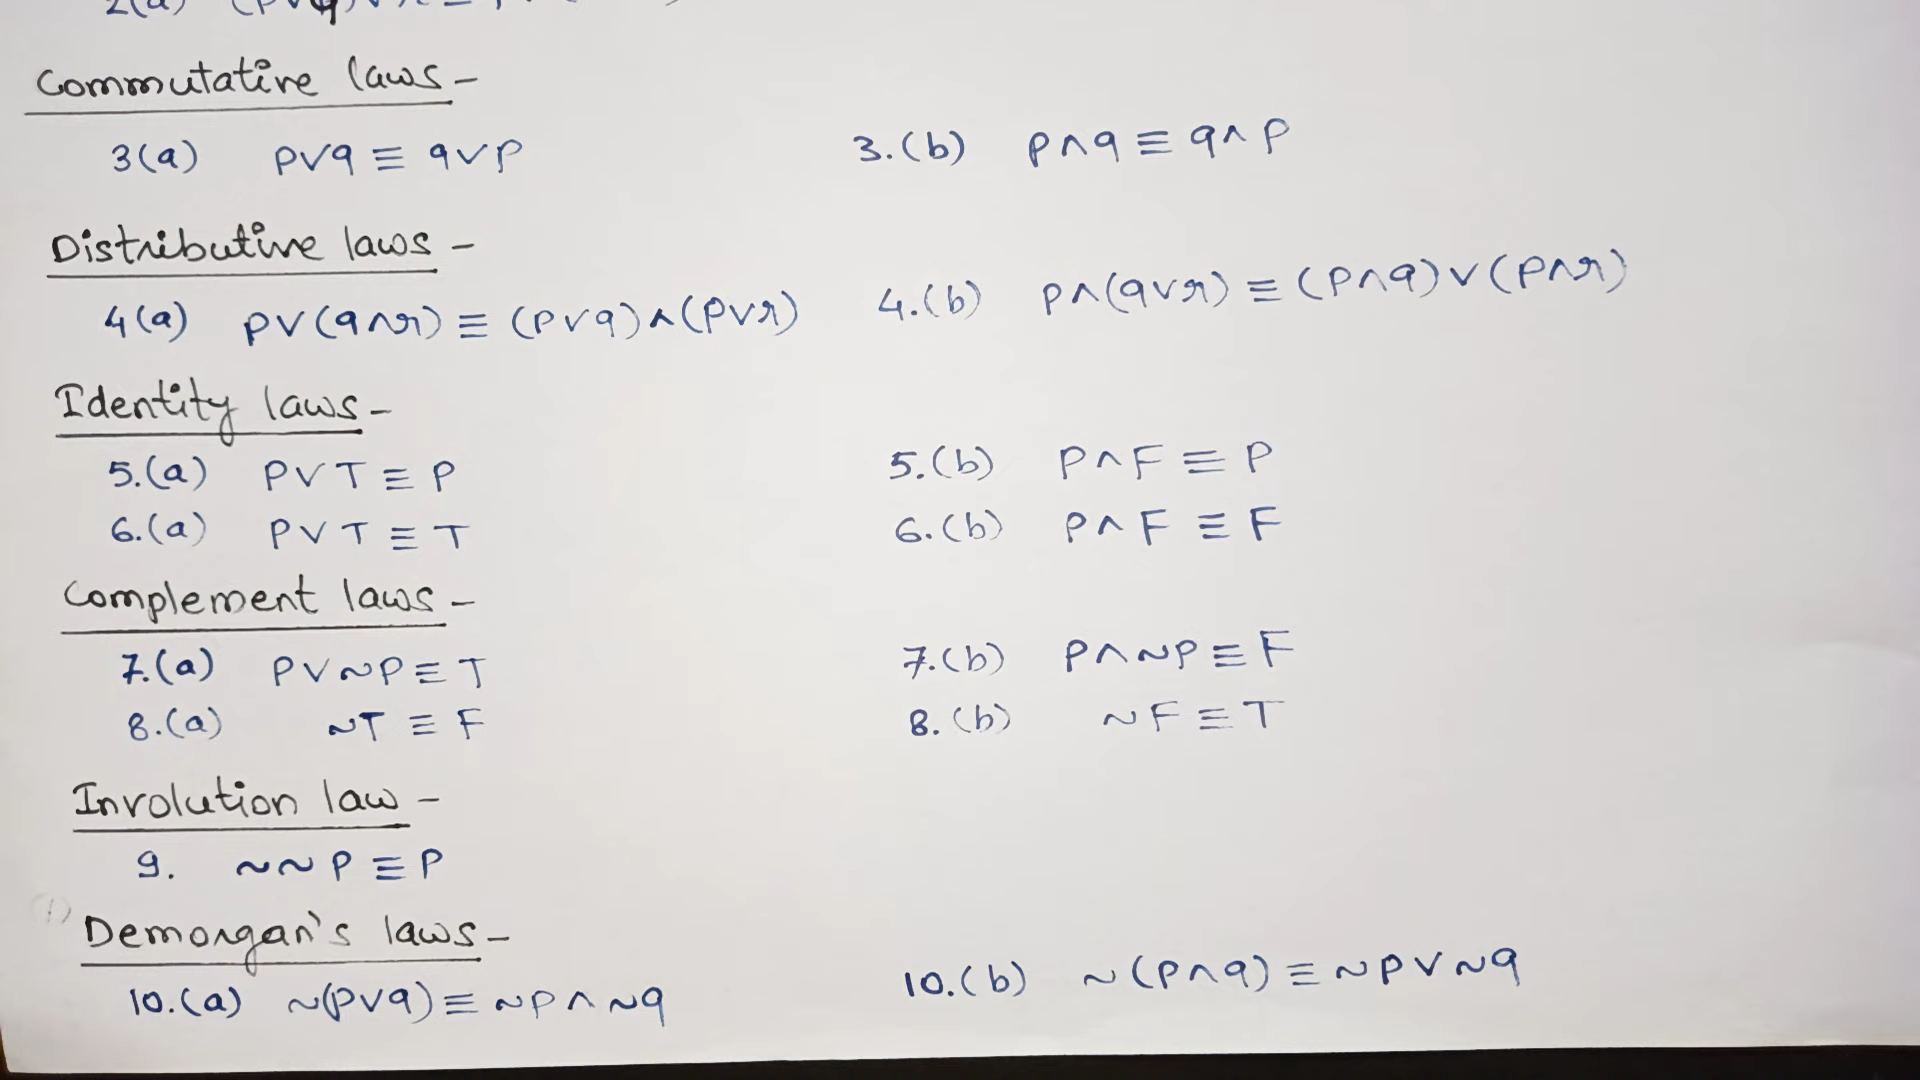 Commutative laws -
3(a) p∨q ≡ q∨p 3.(b) p∧q ≡ q∧p
Distributive laws -
4(a) p∨(q∧r) ≡ (p∨q)∧(p∨r) 4.(b) p∧(q∨r) ≡ (p∧q)∨(p∧r)
Identity laws -
5.(a) P∨T ≡ P 5.(b) P∧F ≡ P
6.(a) P∨T ≡ T 6.(b) P∧F ≡ F
Complement laws -
7.(a) P∨~P ≡ T 7.(b) P∧~P ≡ F
8.(a) ~T ≡ F 8.(b) ~F ≡ T
Involution law -
9. ~~P ≡ P
Demorgan's laws -
10.(a) ~(p∨q) ≡ ~p∧~q 10.(b) ~(p∧q) ≡ ~p∨~q